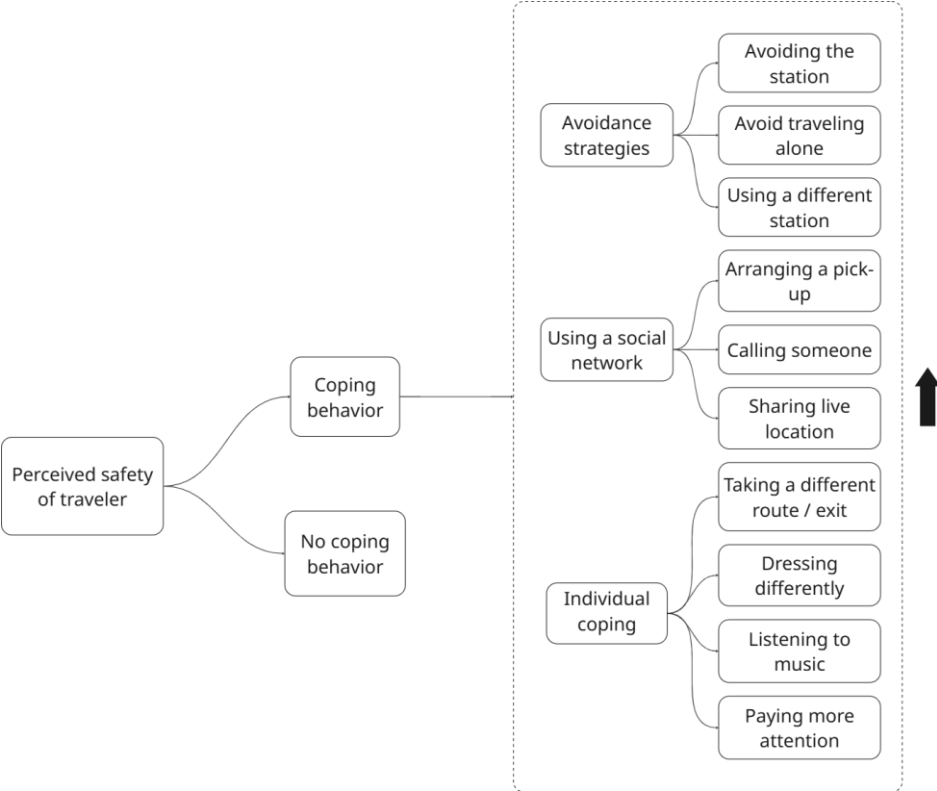 Perceived safety
of traveler
Coping
behavior
No coping
behavior
Avoidance
strategies
Avoiding the
station
Avoid traveling
alone
Using a different
station
Using a social
network
Arranging a pick-
up
Calling someone
Sharing live
location
Individual
coping
Taking a different
route / exit
Dressing
differently
Listening to
music
Paying more
attention